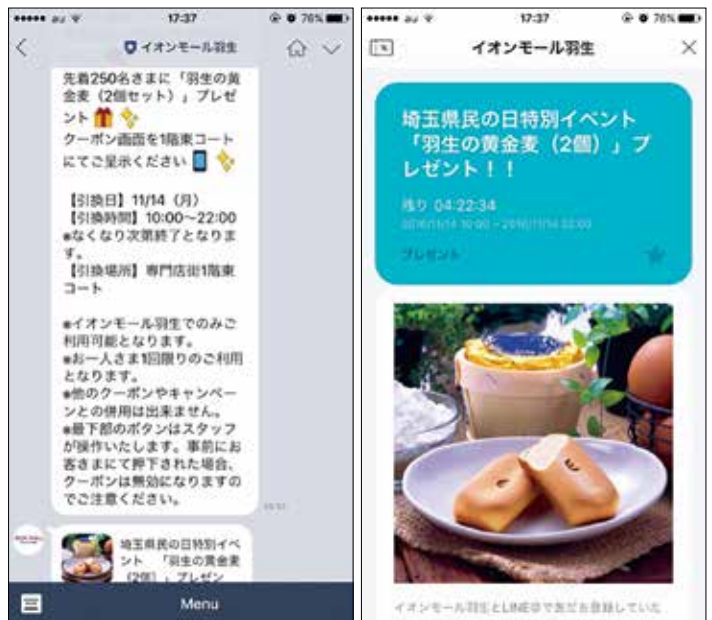 au 17:37 76%
イオンモール羽生
先着250名さまに「羽生の黄
金麦（2個セット）」プレゼ
ント
クーポン画面を1階東コート
にてご呈示ください
【引換日】11/14（月）
【引換時間】10:00～22:00
※なくなり次第終了となりま
す。
【引換場所】専門店街1階東
コート
※イオンモール羽生でのみご
利用可能となります。
※お一人さま1回限りのご利用
となります。
※他のクーポンやキャンペー
ンとの併用は出来ません。
※最下部のボタンはスタッフ
が操作いたします。事前にお
客さまにて押下された場合、
クーポンは無効になりますの
でご注意ください。
埼玉県民の日特別イベ
ント 「羽生の黄金麦
（2個）」プレゼン
Menu
au 17:37 76%
イオンモール羽生
埼玉県民の日特別イベント
「羽生の黄金麦（2個）」プ
レゼント！！
残り 04:22:34
2016/11/14 10:00 ~ 2016/11/14 22:00
プレゼント
イオンモール羽生とLINE@で友だち登録していた